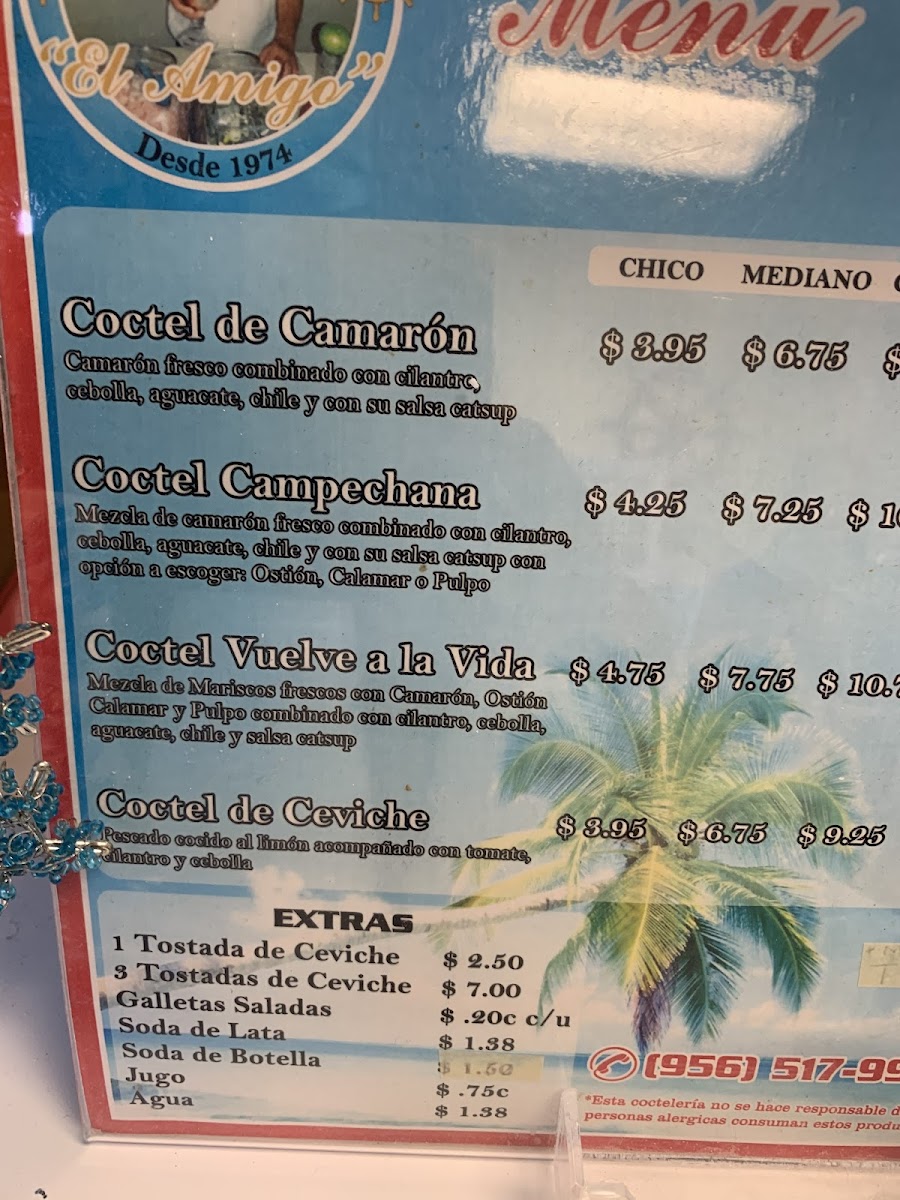 Menu
"El Amigo"
Desde 1974
CHICO MEDIANO
Coctel de Camarón $ 3.95 $ 6.75 $
Camarón fresco combinado con cilantro,
cebolla, aguacate, chile y con su salsa catsup
Coctel Campechana $ 4.25 $ 7.25 $ 10
Mezcla de camarón fresco combinado con cilantro,
cebolla, aguacate, chile y con su salsa catsup con
opción a escoger: Ostión, Calamar o Pulpo
Coctel Vuelve a la Vida $ 4.75 $ 7.75 $ 10.7
Mezcla de Mariscos frescos con Camarón, Ostión
Calamar y Pulpo combinado con cilantro, cebolla,
aguacate, chile y salsa catsup
Coctel de Ceviche $ 3.95 $ 6.75 $ 9.25
Pescado cocido al limón acompañado con tomate,
cilantro y cebolla
EXTRAS
1 Tostada de Ceviche $ 2.50
3 Tostadas de Ceviche $ 7.00
Galletas Saladas $ .20c c/u
Soda de Lata $ 1.38
Soda de Botella $ 1.50
Jugo $ .75c
Agua $ 1.38
(956) 517-99
*Esta coctelería no se hace responsable d
personas alergicas consuman estos produ